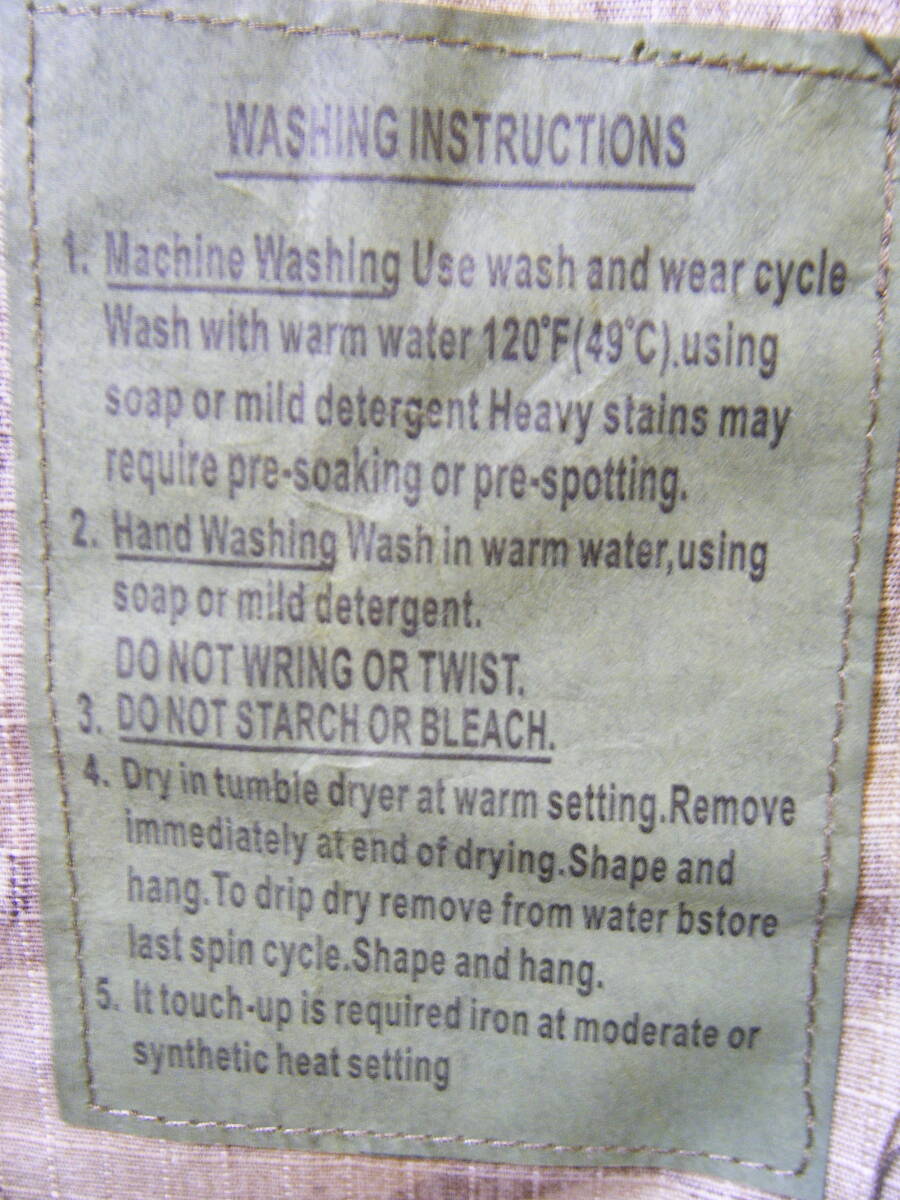 WASHING INSTRUCTIONS
1. Machine Washing Use wash and wear cycle
Wash with warm water 120°F(49°C).using
soap or mild detergent Heavy stains may
require pre-soaking or pre-spotting.
2. Hand Washing Wash in warm water,using
soap or mild detergent.
DO NOT WRING OR TWIST.
3. DO NOT STARCH OR BLEACH.
4. Dry in tumble dryer at warm setting.Remove
immediately at end of drying.Shape and
hang.To drip dry remove from water bstore
last spin cycle.Shape and hang.
5. It touch-up is required iron at moderate or
synthetic heat setting